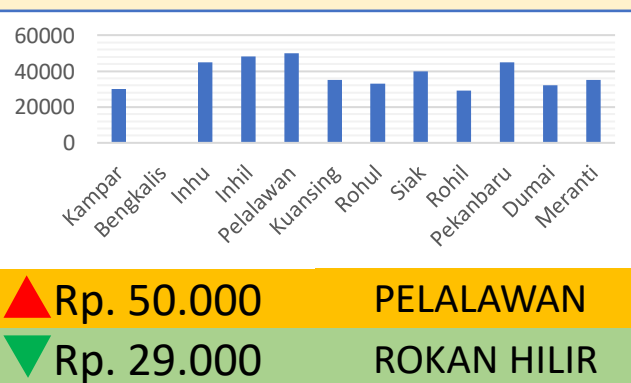 60000
40000
20000
0
Kampar
Bengkalis
Inhu
Inhil
Pelalawan
Kuansing
Rohul
Siak
Rohil
Pekanbaru
Dumai
Meranti
Rp. 50.000 PELALAWAN
Rp. 29.000 ROKAN HILIR